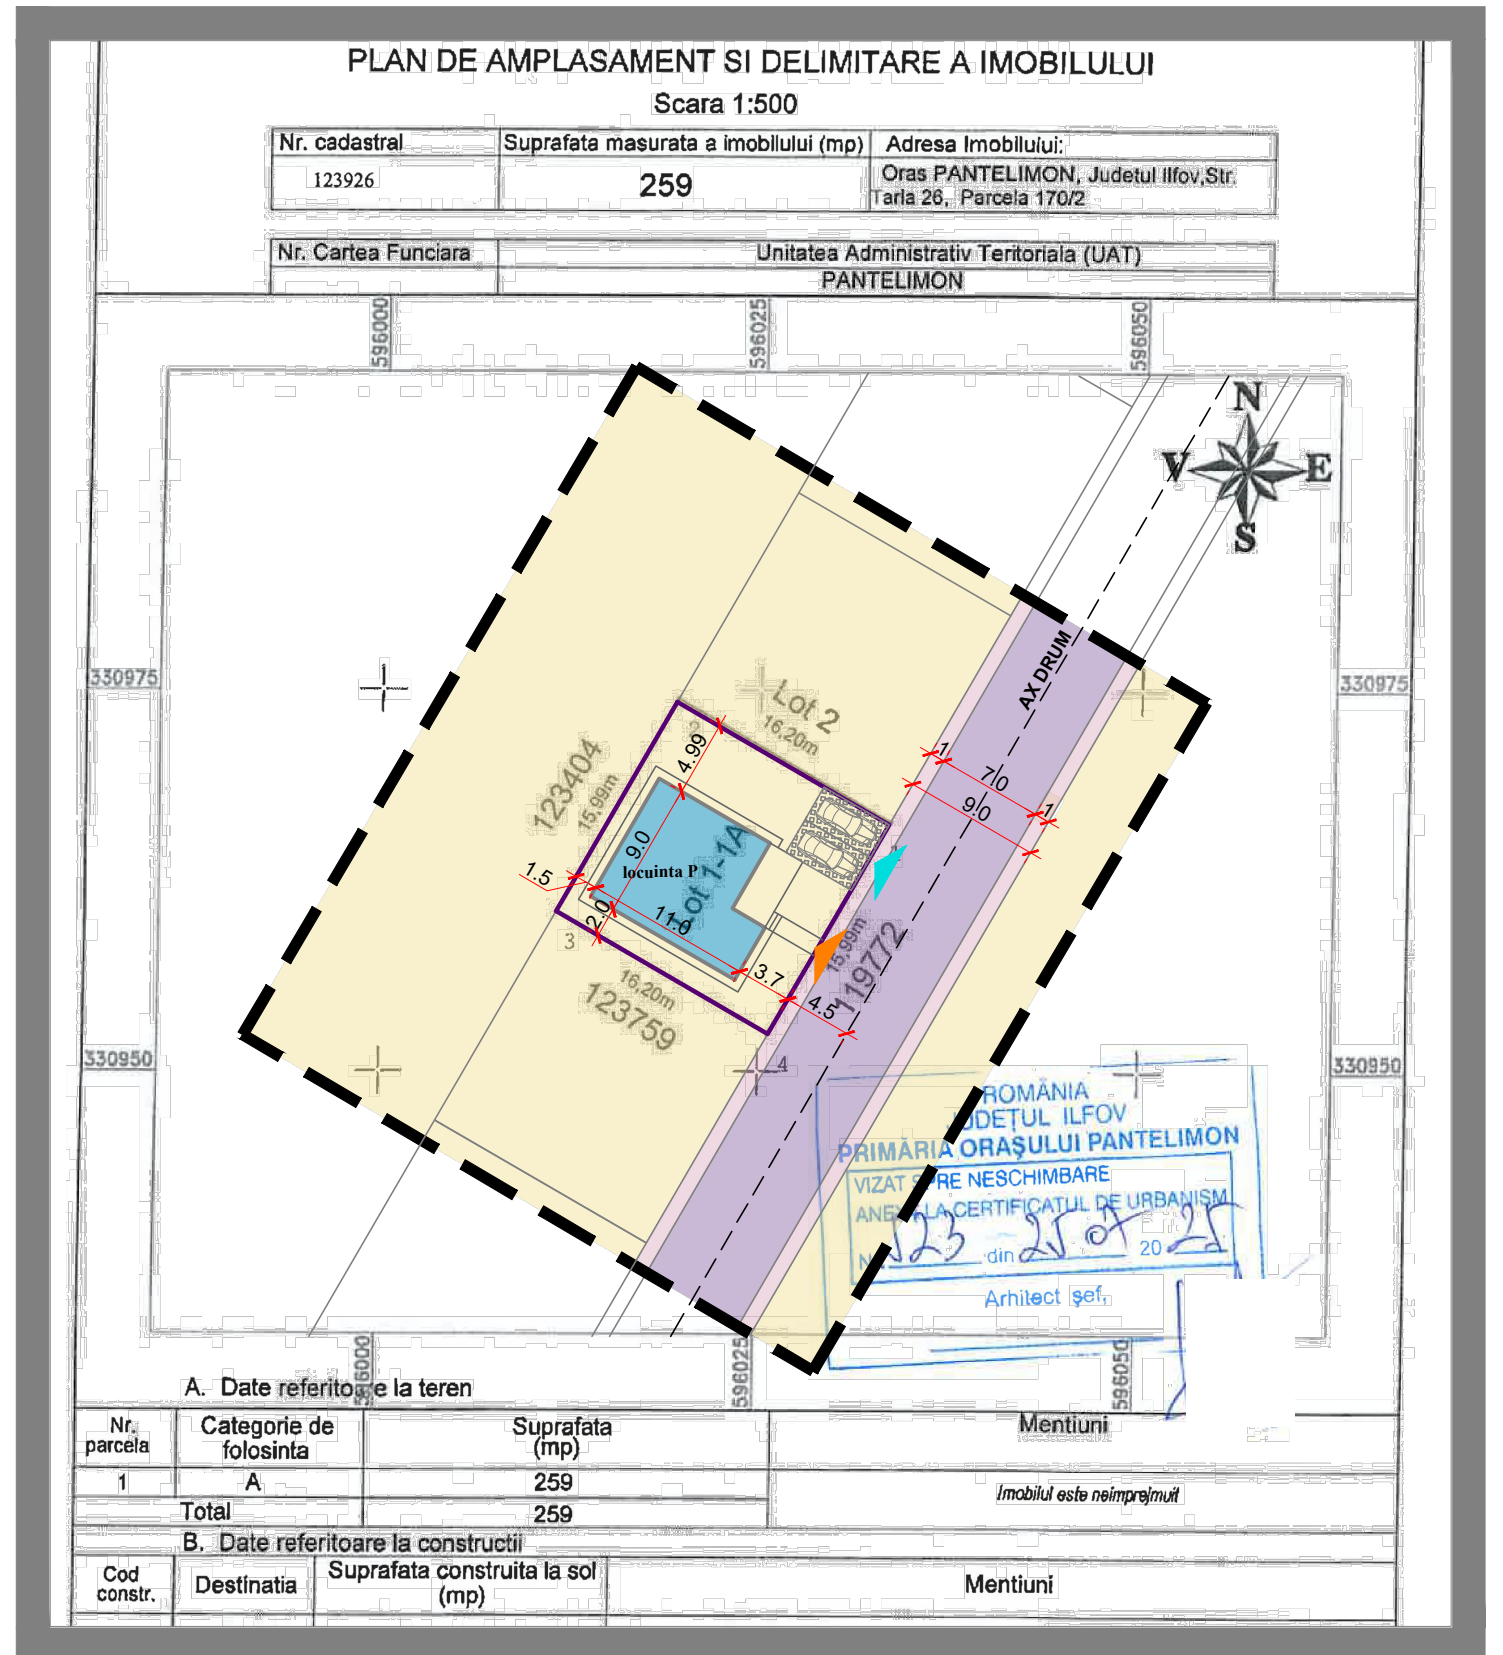 PLAN DE AMPLASAMENT SI DELIMITARE A IMOBILULUI
Scara 1:500
Nr. cadastral
Suprafata masurata a imobilului (mp)
Adresa Imobilului:
123926
259
Oras PANTELIMON, Judetul Ilfov,Str.
Tarla 26, Parcela 170/2
Nr. Cartea Funciara
Unitatea Administrativ Teritoriala (UAT)
PANTELIMON
596000
596025
596050
N
V
E
S
330975
330975
AX DRUM
Lot 2
16,20m
123404
15,99m
4.99
1
7.0
1
9.0
9.0
Lot 1-1A
locuinta P
1.5
2.0
11.0
3
3.7
4.5
15,99m
119772
16,20m
123759
4
330950
330950
ROMÂNIA
JUDEȚUL ILFOV
PRIMĂRIA ORAȘULUI PANTELIMON
VIZAT SPRE NESCHIMBARE
ANEXA LA CERTIFICATUL DE URBANISM
523 din 25 07 20 25
Arhitect șef,
596000
596025
596050
A. Date referitoare la teren
Nr. parcela
Categorie de folosinta
Suprafata (mp)
Mentiuni
1
A
259
Imobilul este neimprejmuit
Total
259
B. Date referitoare la constructii
Cod constr.
Destinatia
Suprafata construita la sol (mp)
Mentiuni